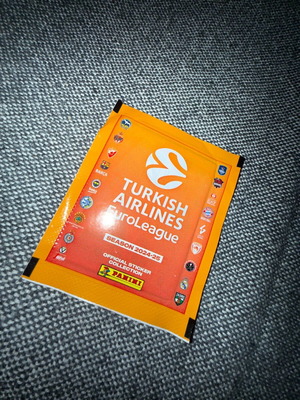 TURKISH
AIRLINES
EuroLeague
SEASON 2024-25
OFFICIAL STICKER
COLLECTION
PANINI